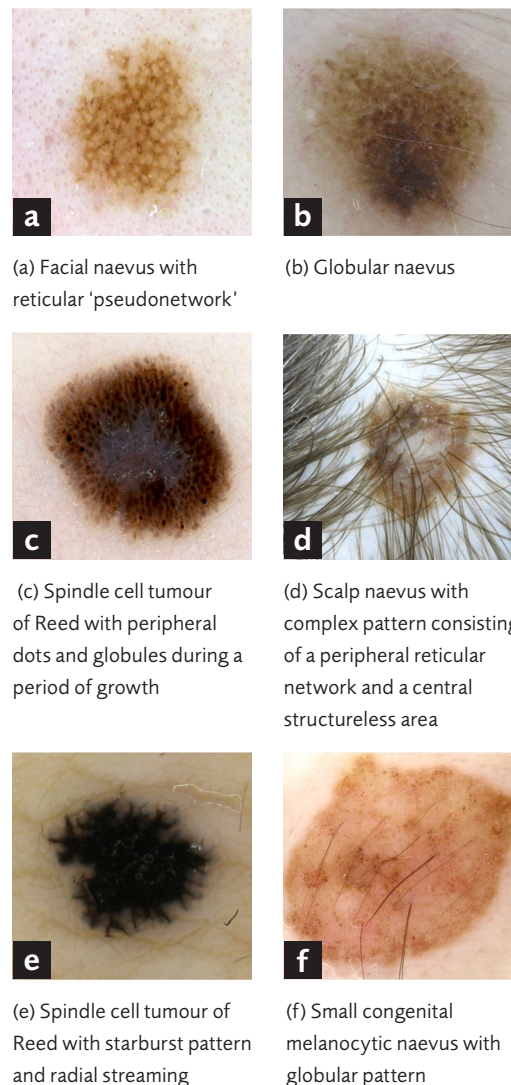 a
b
(a) Facial naevus with
reticular ‘pseudonetwork’
(b) Globular naevus
c
d
(c) Spindle cell tumour
of Reed with peripheral
dots and globules during a
period of growth
(d) Scalp naevus with
complex pattern consisting
of a peripheral reticular
network and a central
structureless area
e
f
(e) Spindle cell tumour of
Reed with starburst pattern
and radial streaming
(f) Small congenital
melanocytic naevus with
globular pattern